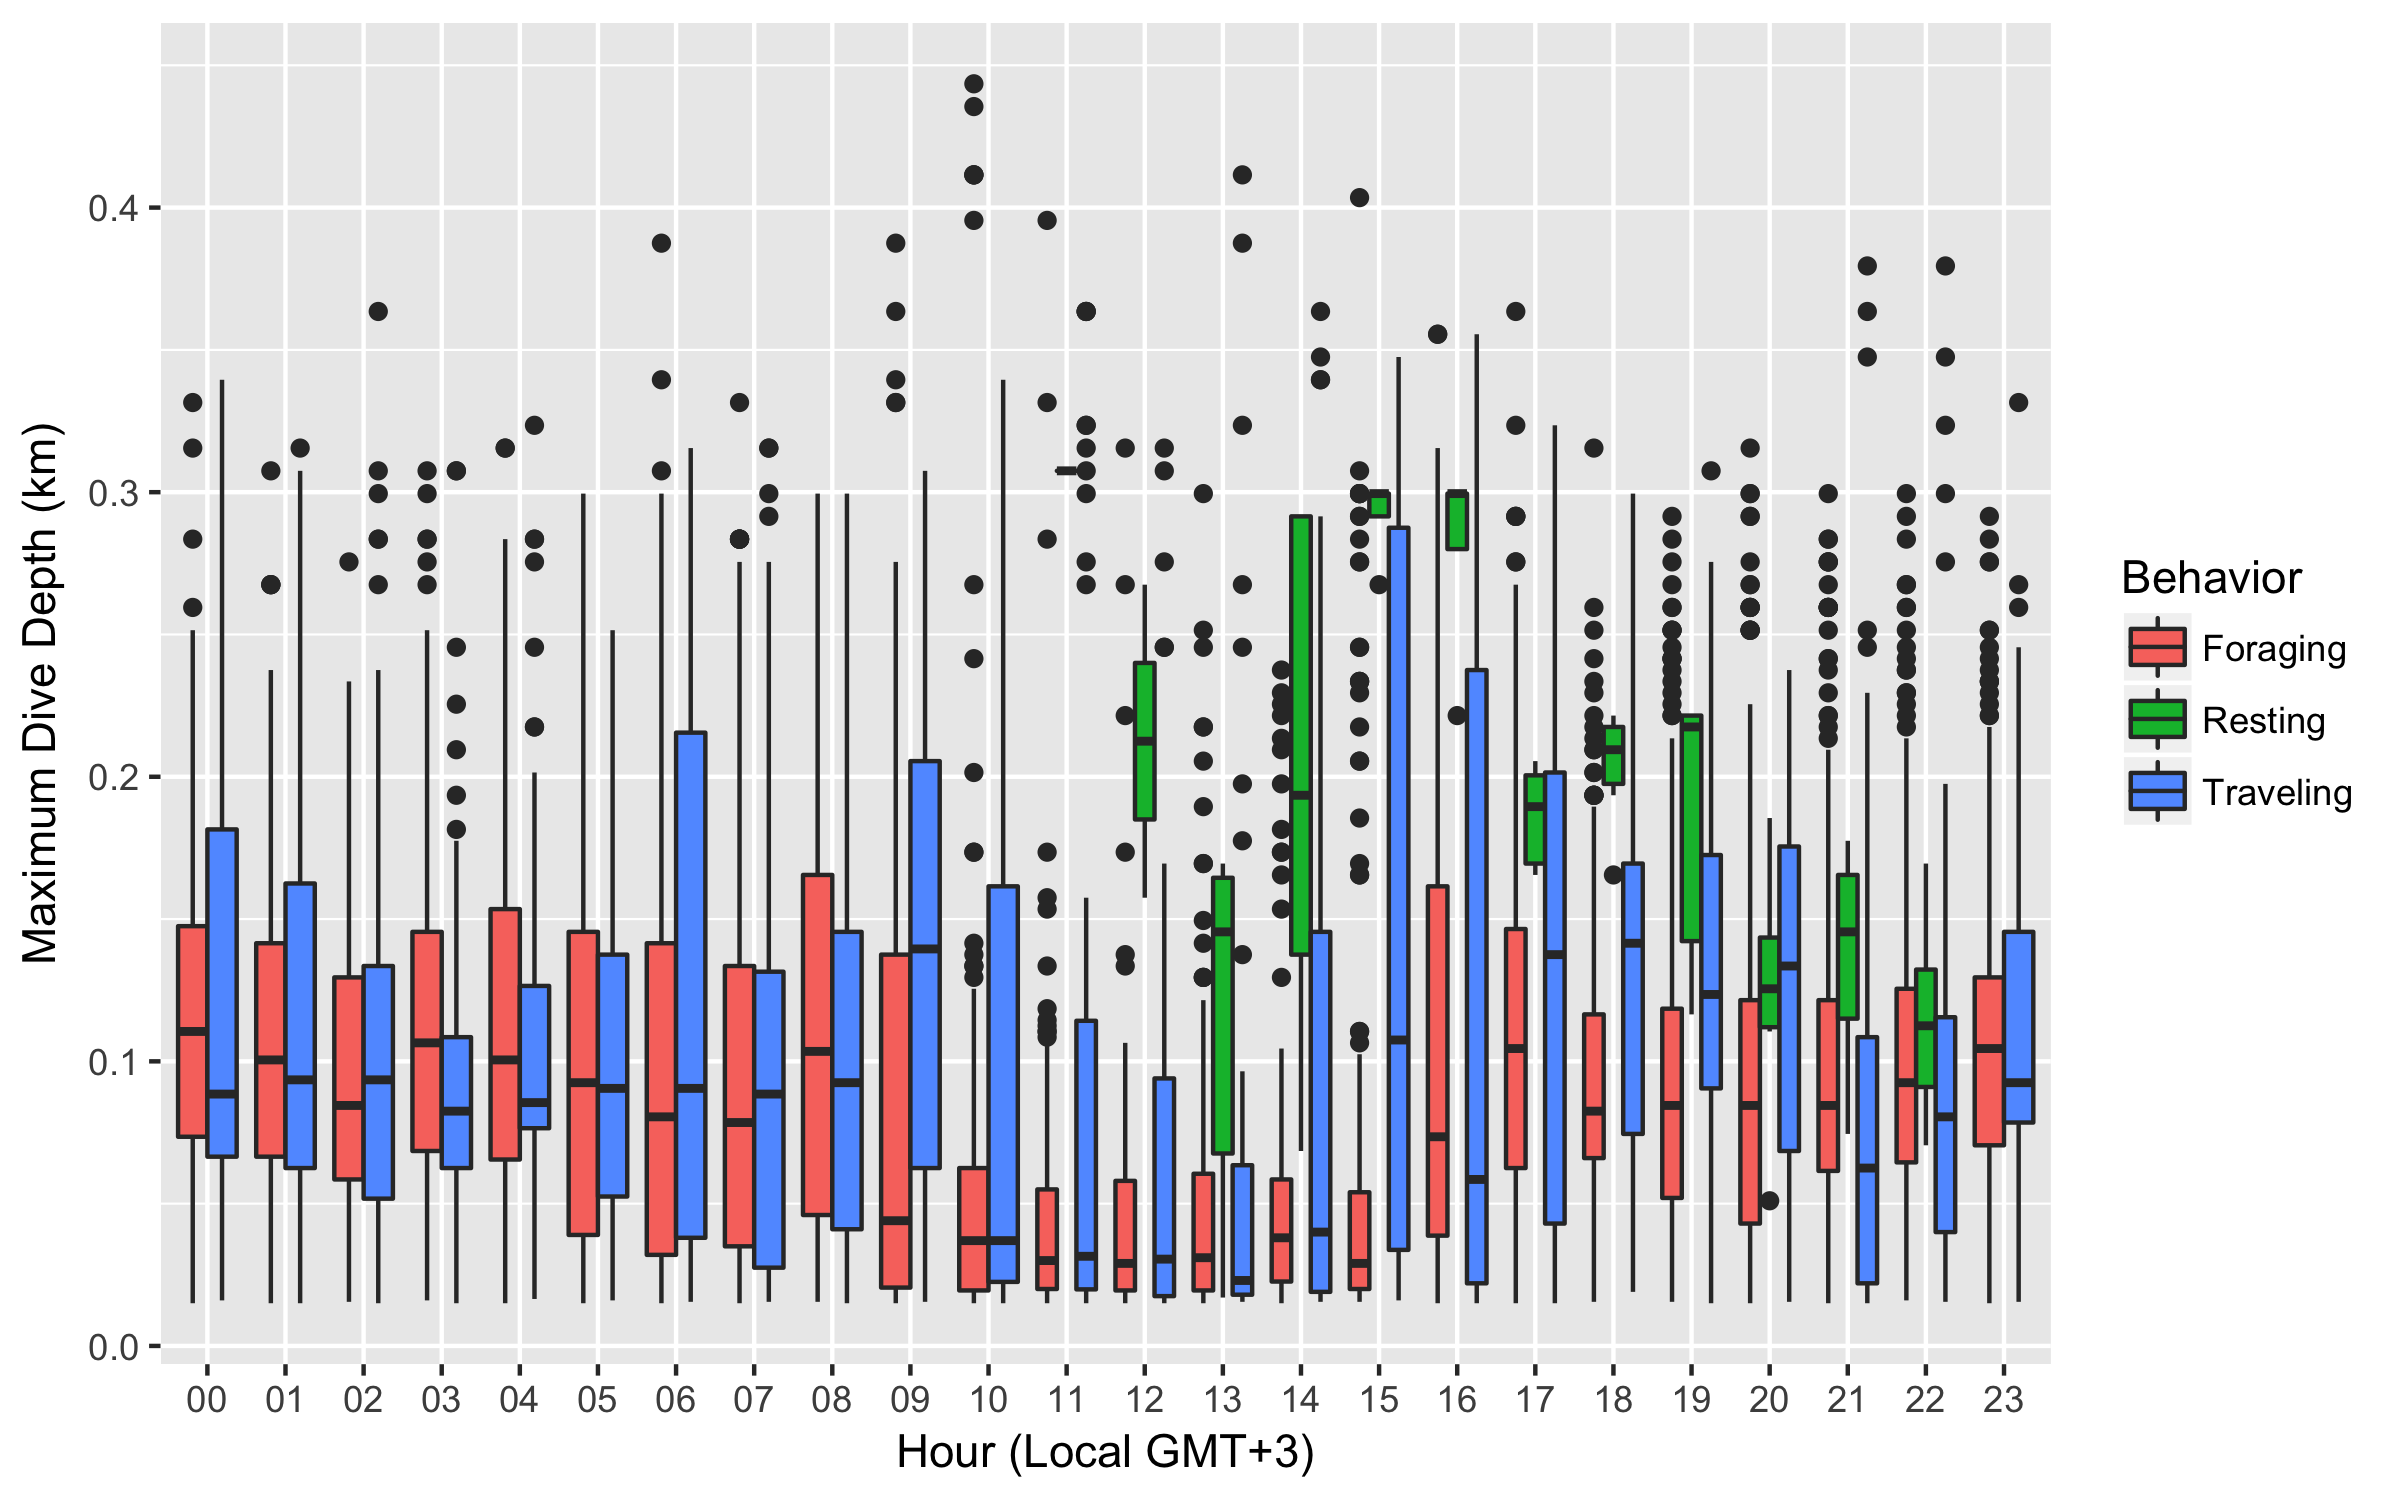 Maximum Dive Depth (km)
0.4
0.3
0.2
0.1
0.0
00 01 02 03 04 05 06 07 08 09 10 11 12 13 14 15 16 17 18 19 20 21 22 23
Hour (Local GMT+3)
Behavior
Foraging
Resting
Traveling